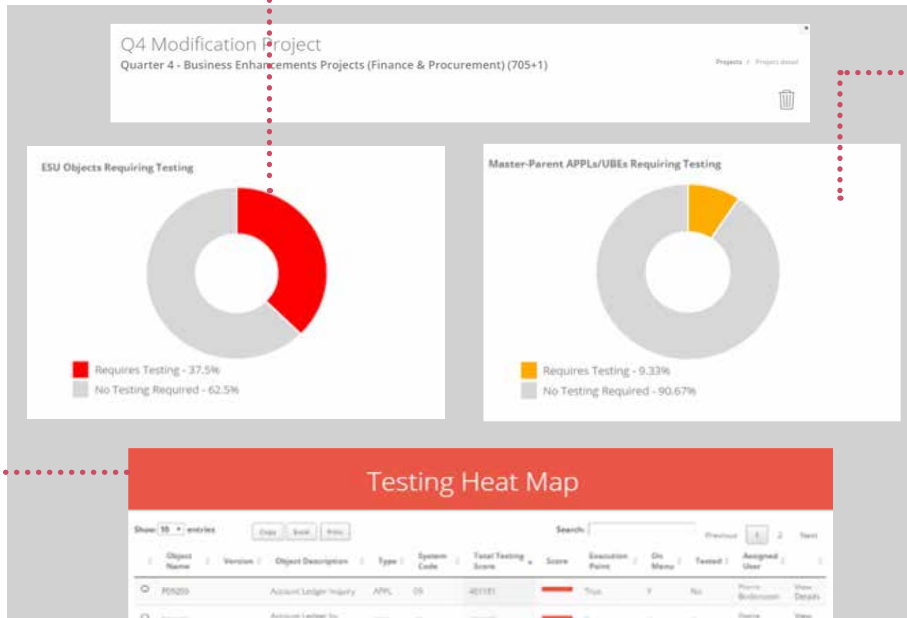 Q4 Modification Project
Quarter 4 - Business Enhancements Projects (Finance & Procurement) (705+1)
Projects / Project detail
ESU Objects Requiring Testing
Requires Testing - 37.5%
No Testing Required - 62.5%
Master-Parent APPLs/UBEs Requiring Testing
Requires Testing - 9.33%
No Testing Required - 90.67%
Testing Heat Map
Show 10 entries
Copy Excel Print
Search:
Previous 1 2 Next
Object Name Version Object Description Type System Code Total Testing Score Score Execution Point On Menu Tested Assigned User
Account Ledger Inquiry APPL 09 True Y No View Details
Account Ledger View